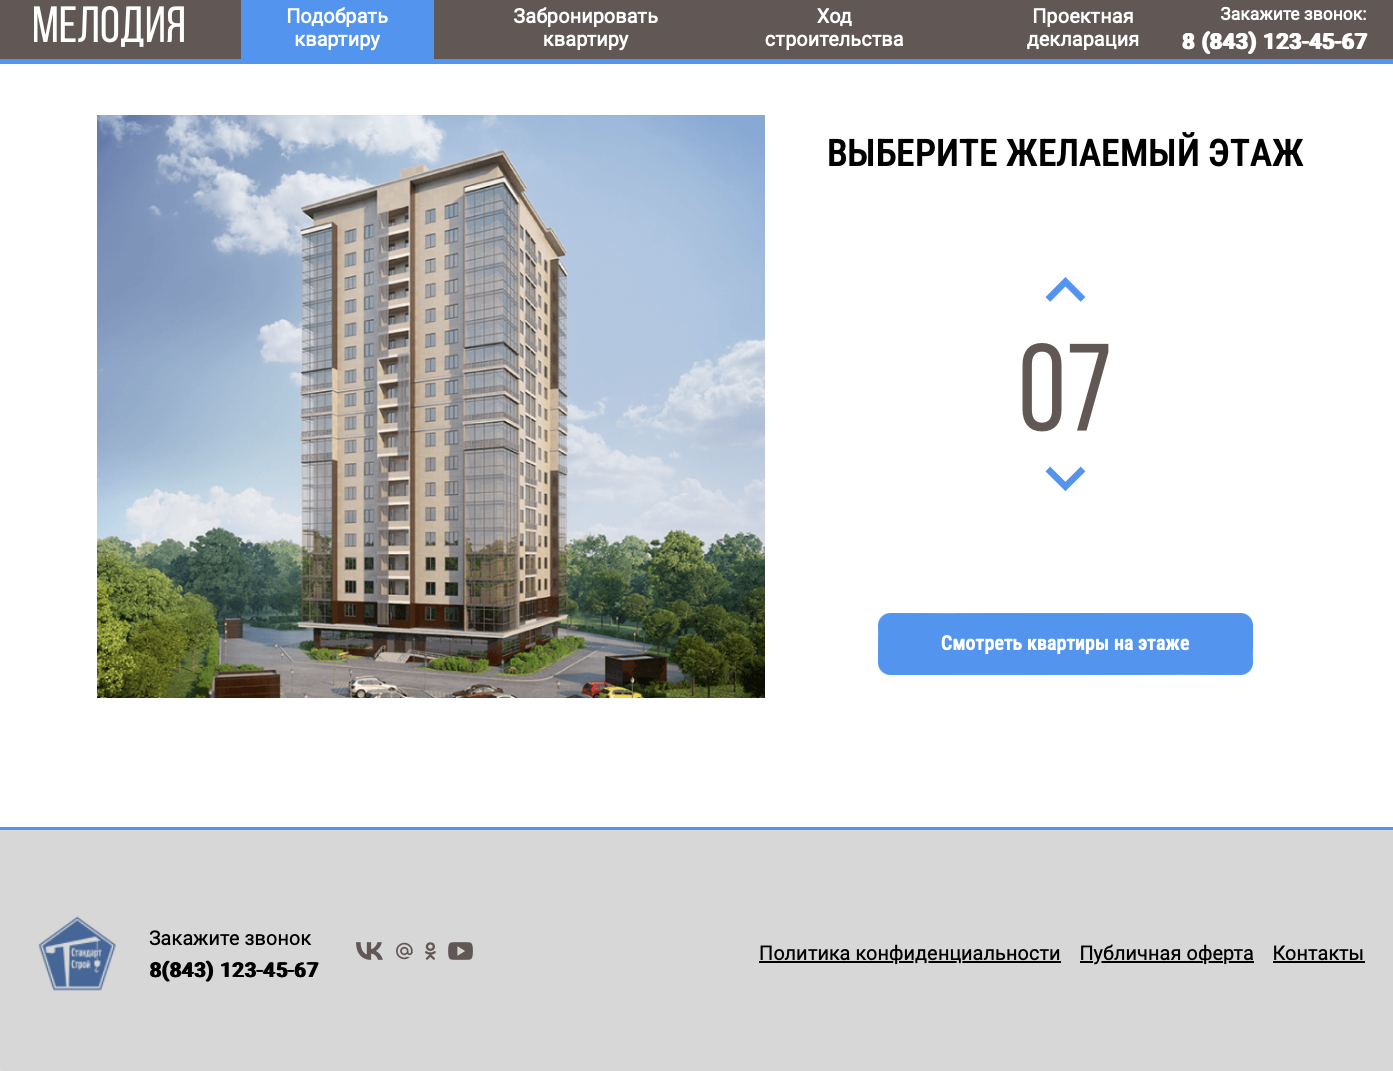 МЕЛОДИЯ
Подобрать
квартиру
Забронировать
квартиру
Ход
строительства
Проектная
декларация
Закажите звонок:
8 (843) 123-45-67
ВЫБЕРИТЕ ЖЕЛАЕМЫЙ ЭТАЖ
07
Смотреть квартиры на этаже
Стандарт
Строй
Закажите звонок
8(843) 123-45-67
Политика конфиденциальности
Публичная оферта
Контакты